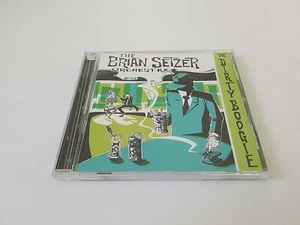 THE
BRIAN SETZER
ORCHESTRA
THE DIRTY BOOGIE